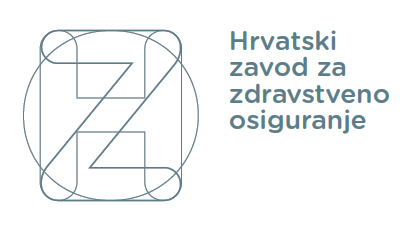 Hrvatski
zavod za
zdravstveno
osiguranje